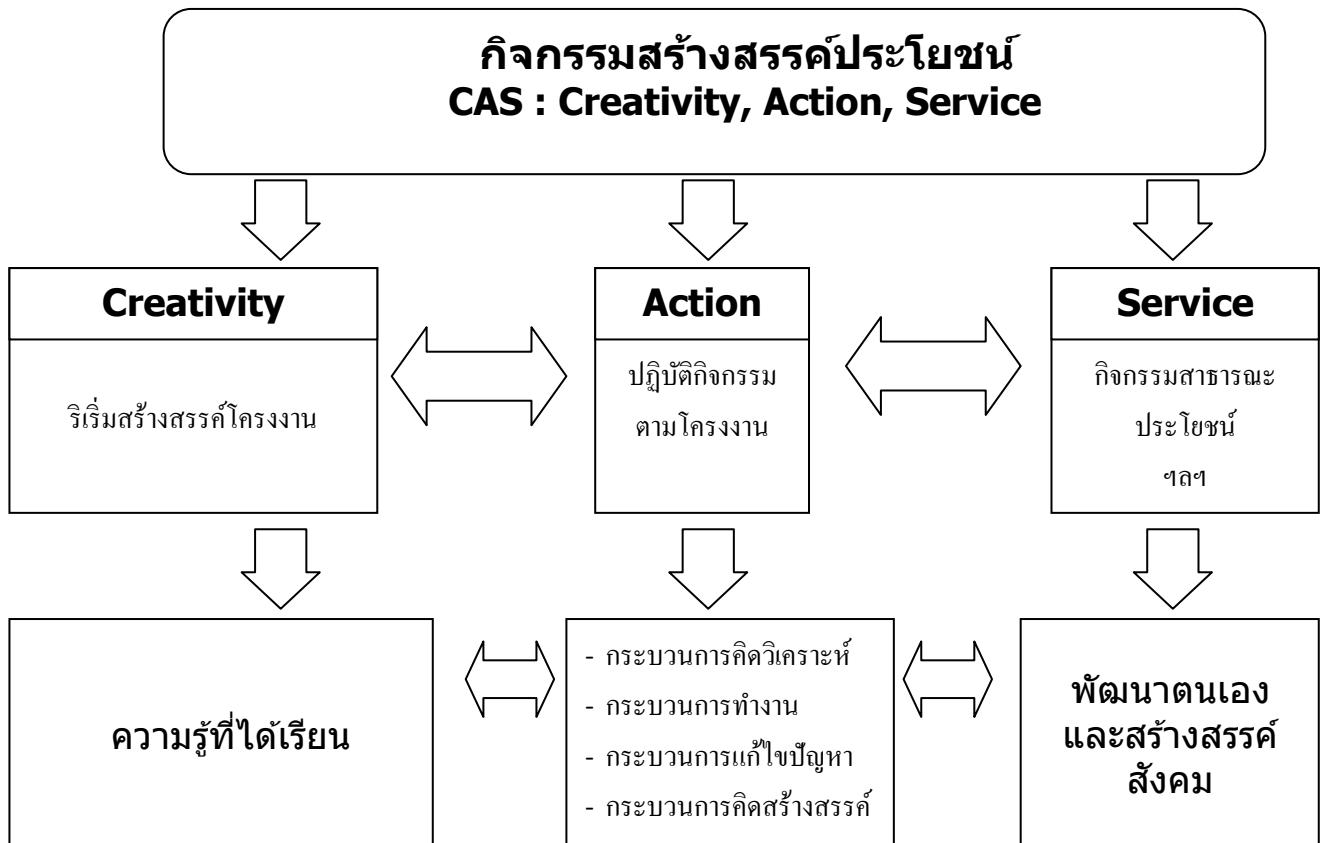 กิจกรรมสร้างสรรค์ประโยชน์
CAS : Creativity, Action, Service
Creativity
ริเริ่มสร้างสรรค์โครงงาน
Action
ปฏิบัติกิจกรรม
ตามโครงงาน
Service
กิจกรรมสาธารณะ
ประโยชน์
ฯลฯ
ความรู้ที่ได้เรียน
- กระบวนการคิดวิเคราะห์
- กระบวนการทำงาน
- กระบวนการแก้ไขปัญหา
- กระบวนการคิดสร้างสรรค์
พัฒนาตนเอง
และสร้างสรรค์
สังคม